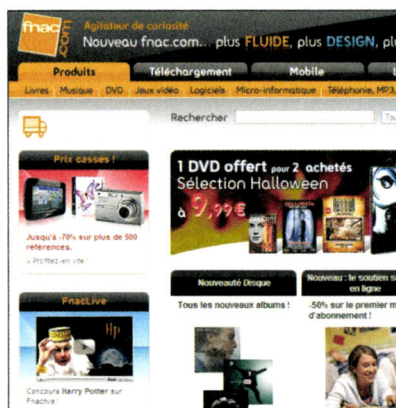 fnac
.com
Agitateur de curiosité
Nouveau fnac.com... plus FLUIDE, plus DESIGN,
Produits
Téléchargement
Mobile
Livres Musique DVD Jeux vidéo Logiciels Micro-informatique Téléphonie, MP3,
Rechercher
Prix cassés !
Jusqu'à -70% sur plus de 500
références.
» Profitez-en vite !
1 DVD offert pour 2 achetés
Sélection Halloween
à 9,99€
FnacLive
Concours Harry Potter sur
Fnaclive !
Nouveauté Disque
Tous les nouveaux albums !
Nouveau : le soutien
en ligne
-50% sur le premier
d'abonnement !